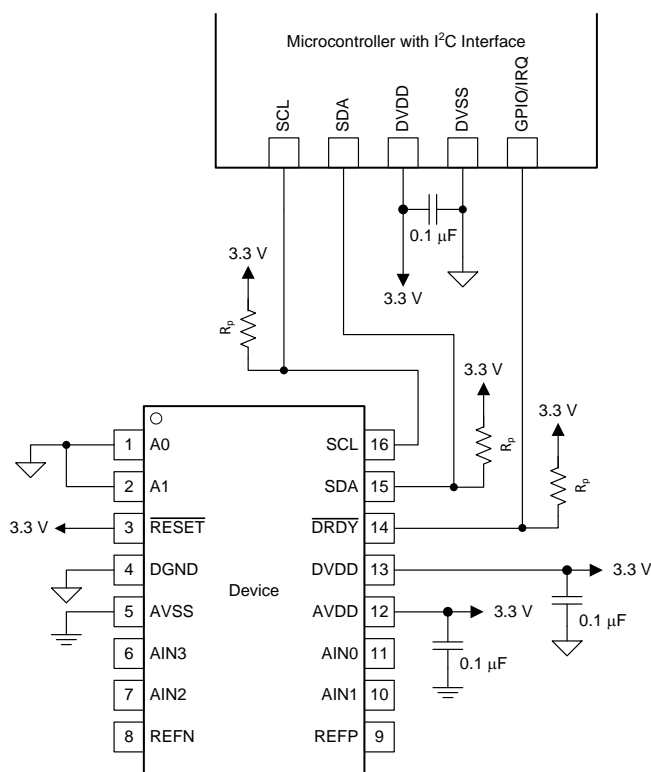 Microcontroller with I²C Interface
SCL
SDA
DVDD
DVSS
GPIO/IRQ
0.1 μF
3.3 V
3.3 V
Rp
3.3 V
Rp
3.3 V
Rp
1 A0
SCL 16
2 A1
SDA 15
3.3 V
3 RESET
DRDY 14
4 DGND
DVDD 13
3.3 V
Device
5 AVSS
AVDD 12
3.3 V
0.1 μF
6 AIN3
AIN0 11
0.1 μF
7 AIN2
AIN1 10
8 REFN
REFP 9